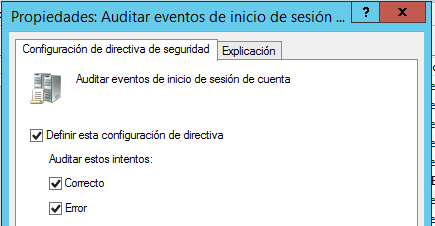 Propiedades: Auditar eventos de inicio de sesión ...
? x
Configuración de directiva de seguridad Explicación
Auditar eventos de inicio de sesión de cuenta
Definir esta configuración de directiva
Auditar estos intentos:
Correcto
Error